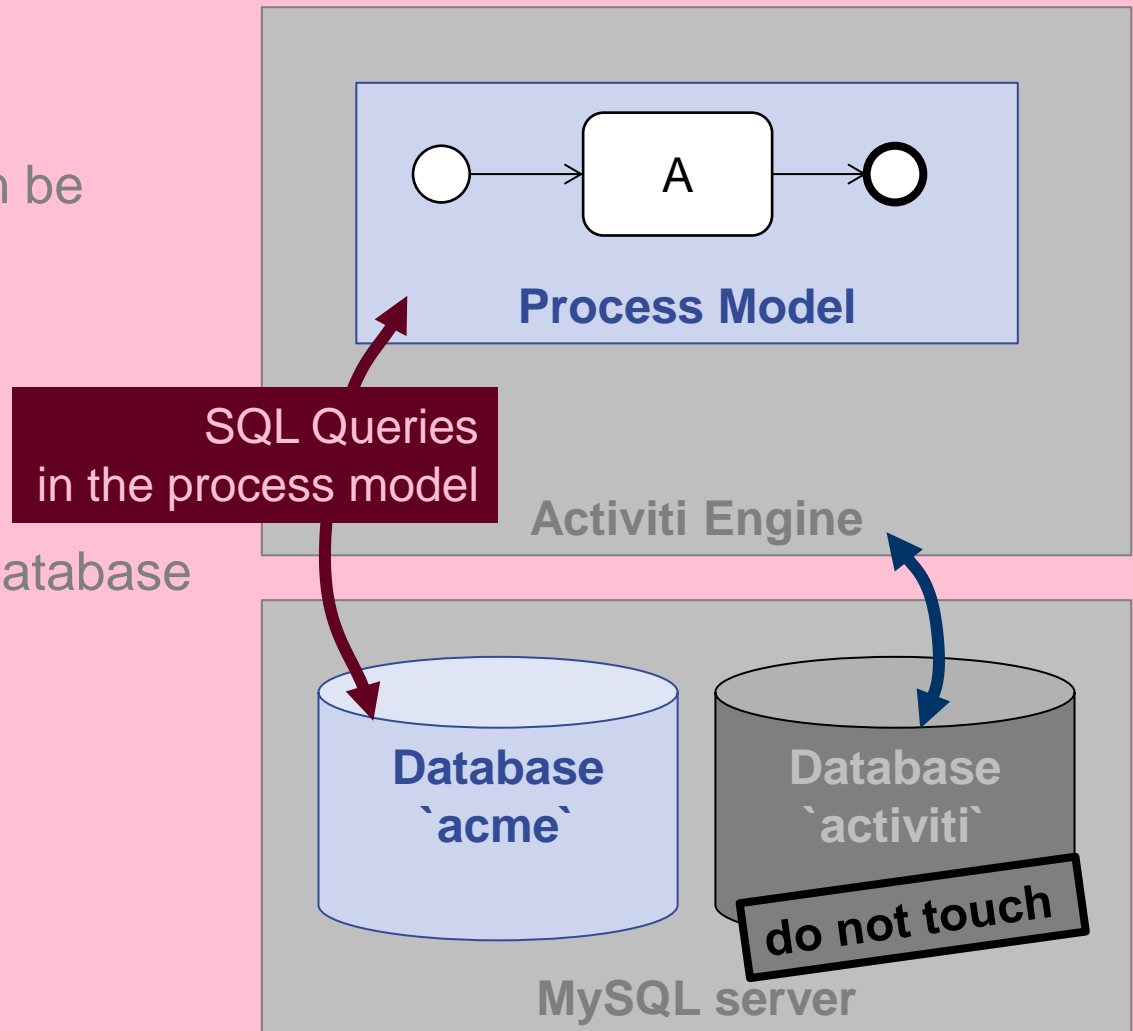 n be
atabase
A
Process Model
SQL Queries
in the process model
Activiti Engine
Database
`acme`
Database
`activiti`
do not touch
MySQL server